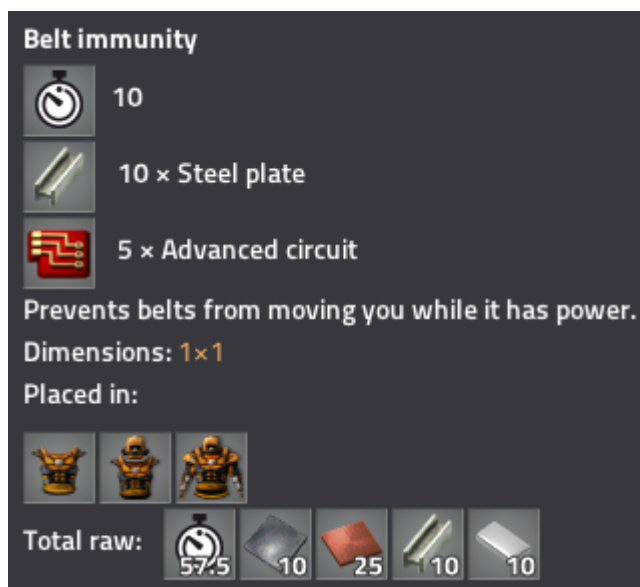 Belt immunity
10
10 × Steel plate
5 × Advanced circuit
Prevents belts from moving you while it has power.
Dimensions: 1×1
Placed in:
Total raw: 57.5 10 25 10 10